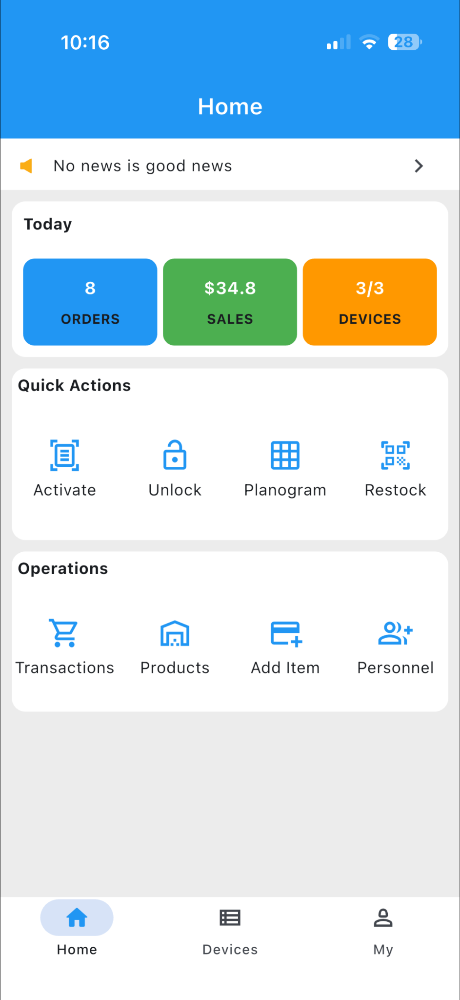 10:16
28
Home
No news is good news
Today
8
$34.8
3/3
ORDERS
SALES
DEVICES
Quick Actions
Activate
Unlock
Planogram
Restock
Operations
Transactions
Products
Add Item
Personnel
Home
Devices
My